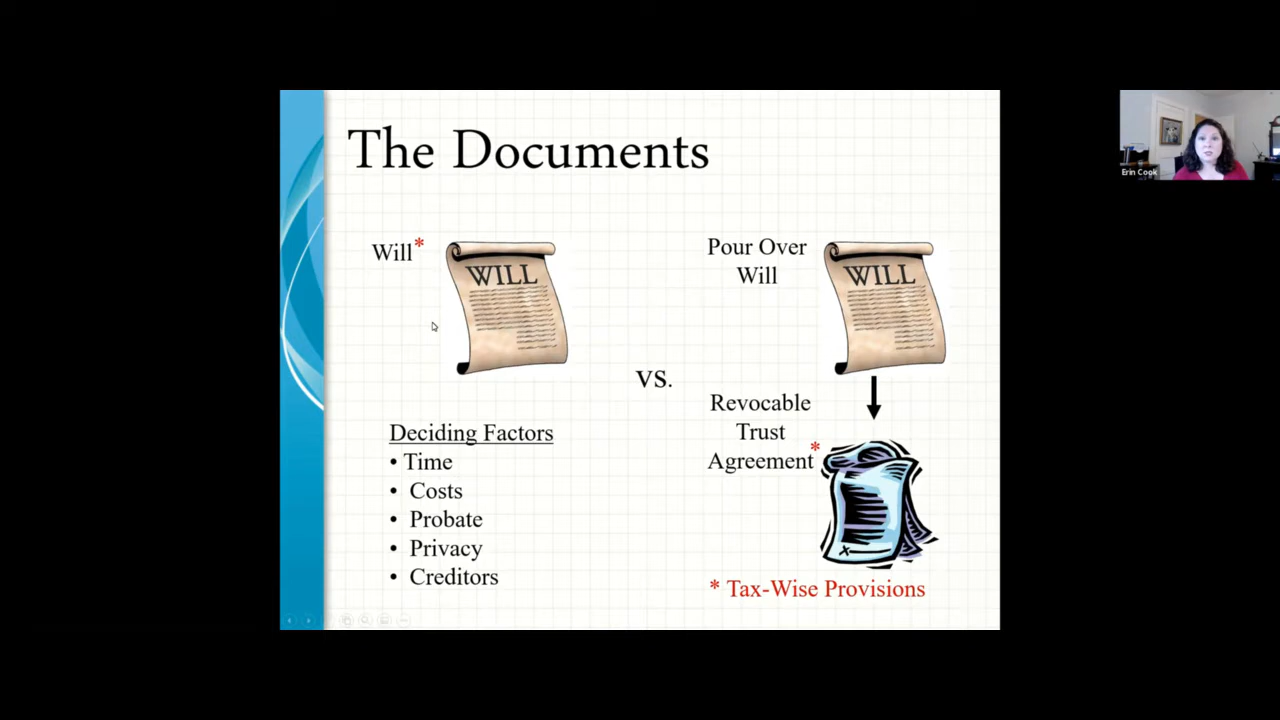 The Documents
Will*
WILL
Pour Over
Will
WILL
vs.
Revocable
Trust
Agreement*
Deciding Factors
• Time
• Costs
• Probate
• Privacy
• Creditors
X
* Tax-Wise Provisions
Erin Cook